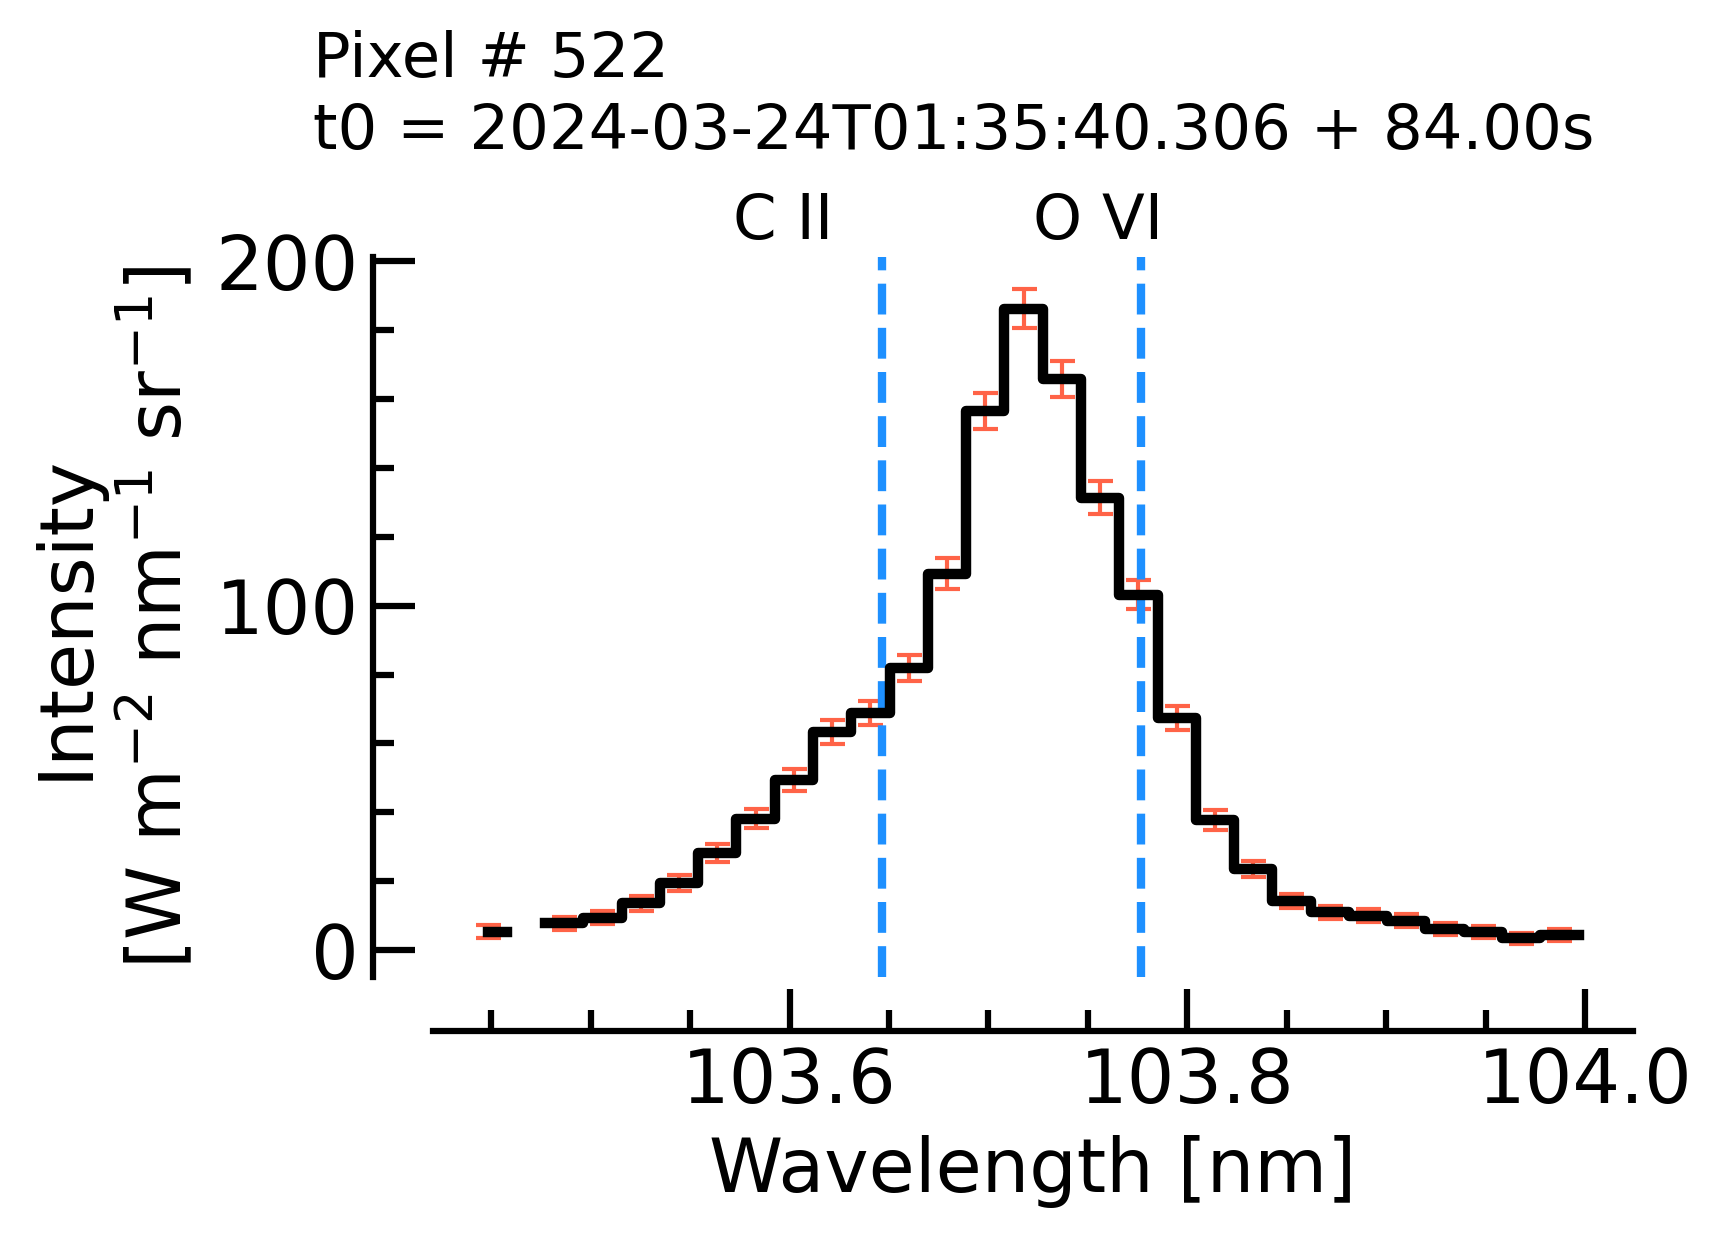 Pixel # 522
t0 = 2024-03-24T01:35:40.306 + 84.00s
C II
O VI
200
100
0
Intensity
[W m⁻² nm⁻¹ sr⁻¹]
103.6
103.8
104.0
Wavelength [nm]